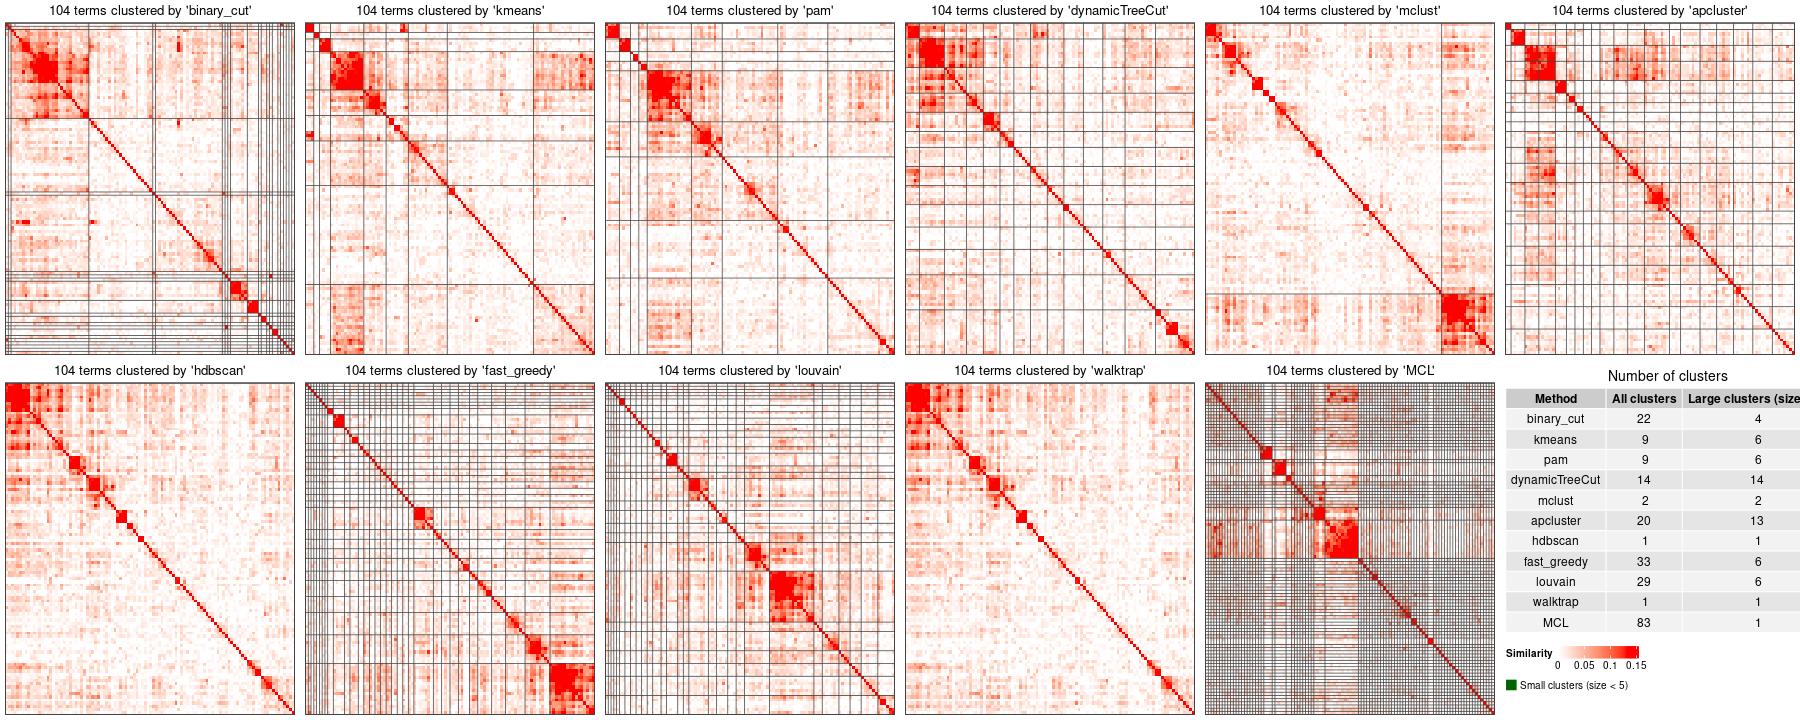 104 terms clustered by 'binary_cut'
104 terms clustered by 'kmeans'
104 terms clustered by 'pam'
104 terms clustered by 'dynamicTreeCut'
104 terms clustered by 'mclust'
104 terms clustered by 'apcluster'
104 terms clustered by 'hdbscan'
104 terms clustered by 'fast_greedy'
104 terms clustered by 'louvain'
104 terms clustered by 'walktrap'
104 terms clustered by 'MCL'
Number of clusters
Method All clusters Large clusters (size
binary_cut 22 4
kmeans 9 6
pam 9 6
dynamicTreeCut 14 14
mclust 2 2
apcluster 20 13
hdbscan 1 1
fast_greedy 33 6
louvain 29 6
walktrap 1 1
MCL 83 1
Similarity
0 0.05 0.1 0.15
Small clusters (size < 5)